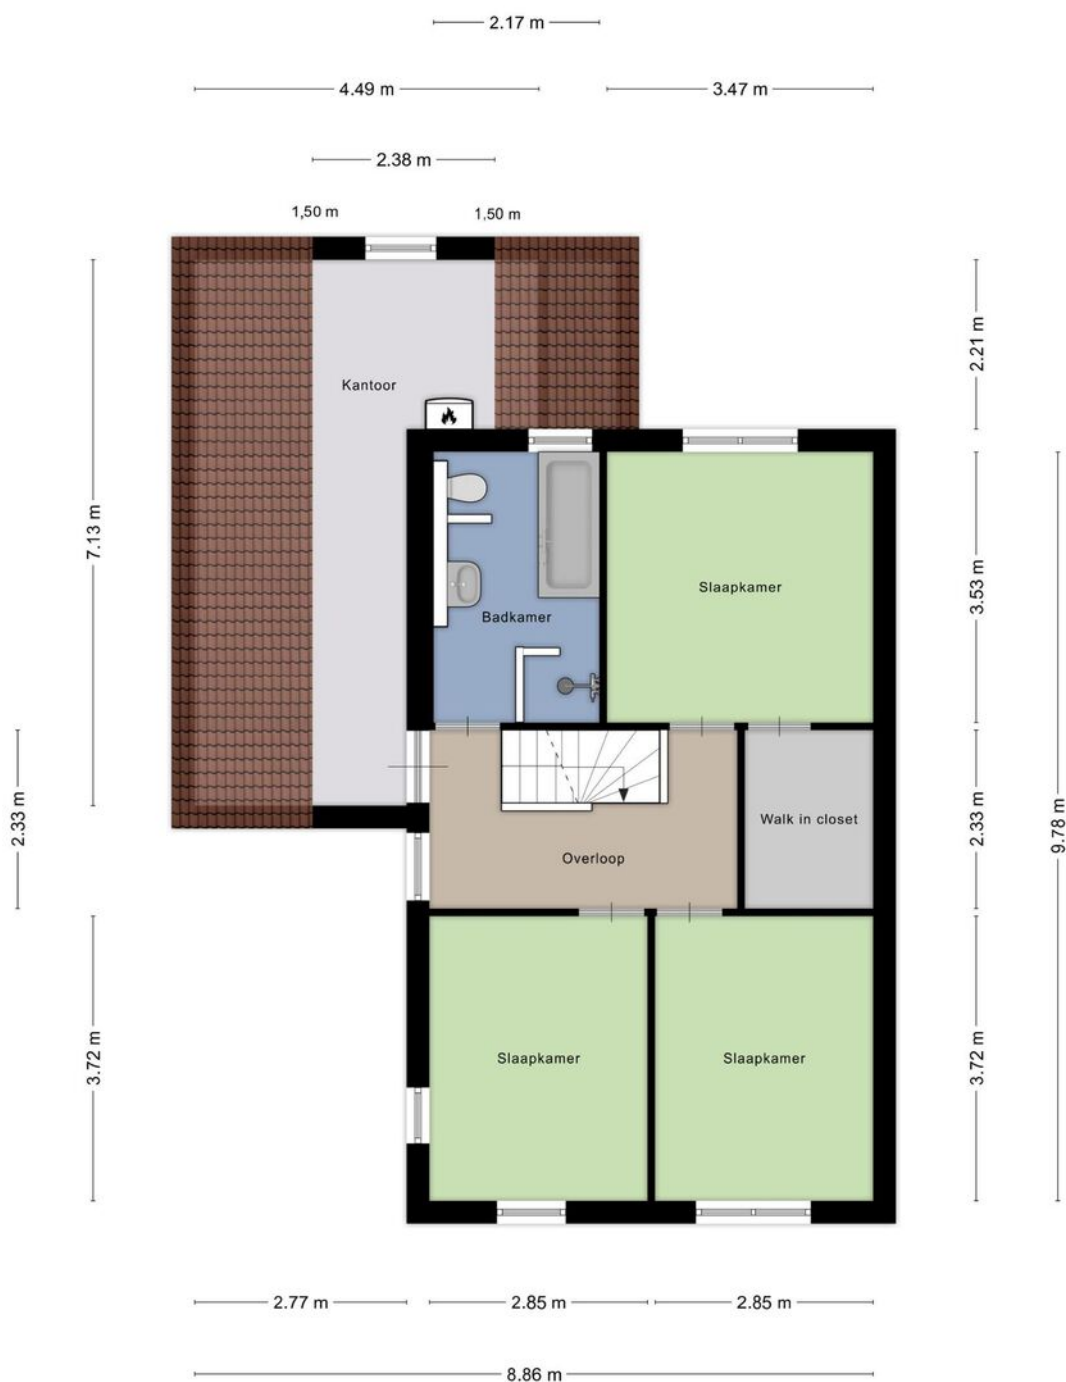 2.17 m
4.49 m
3.47 m
2.38 m
1,50 m
1,50 m
2.21 m
Kantoor
7.13 m
3.53 m
Slaapkamer
Badkamer
9.78 m
2.33 m
2.33 m
Walk in closet
Overloop
3.72 m
Slaapkamer
Slaapkamer
3.72 m
2.77 m
2.85 m
2.85 m
8.86 m